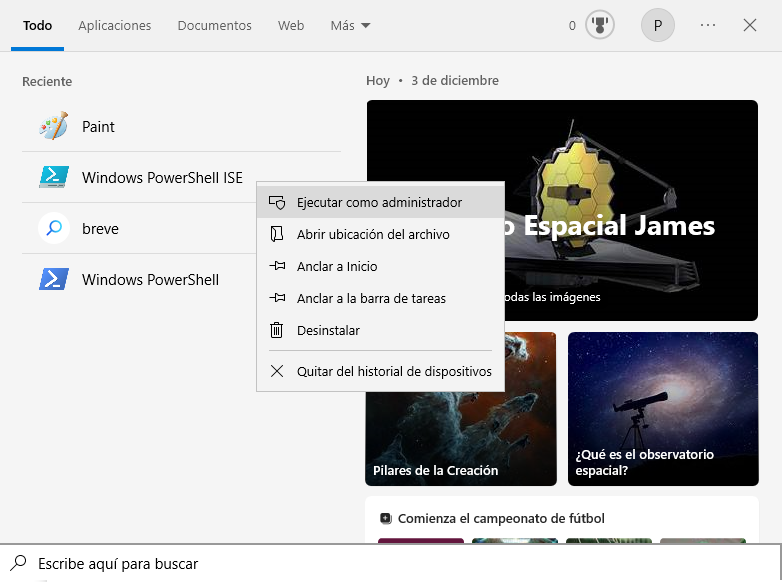 Todo Aplicaciones Documentos Web Más 0 P
Reciente
Paint
Windows PowerShell ISE
breve
Windows PowerShell
Ejecutar como administrador
Abrir ubicación del archivo
Anclar a Inicio
Anclar a la barra de tareas
Desinstalar
Quitar del historial de dispositivos
Hoy • 3 de diciembre
o Espacial James
odas las imágenes
Pilares de la Creación
¿Qué es el observatorio
espacial?
Comienza el campeonato de fútbol
Escribe aquí para buscar